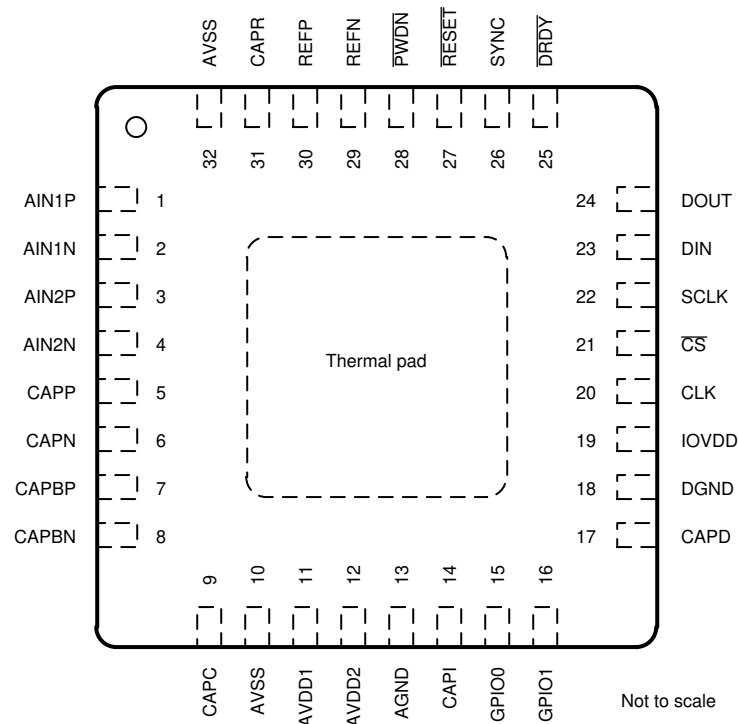 AVSS CAPR REFP REFN PWDN RESET SYNC DRDY
32 31 30 29 28 27 26 25
AIN1P 1 24 DOUT
AIN1N 2 23 DIN
AIN2P 3 22 SCLK
AIN2N 4 21 CS
CAPP 5 20 CLK
CAPN 6 19 IOVDD
CAPBP 7 18 DGND
CAPBN 8 17 CAPD
Thermal pad
9 10 11 12 13 14 15 16
CAPC AVSS AVDD1 AVDD2 AGND CAPI GPIO0 GPIO1
Not to scale